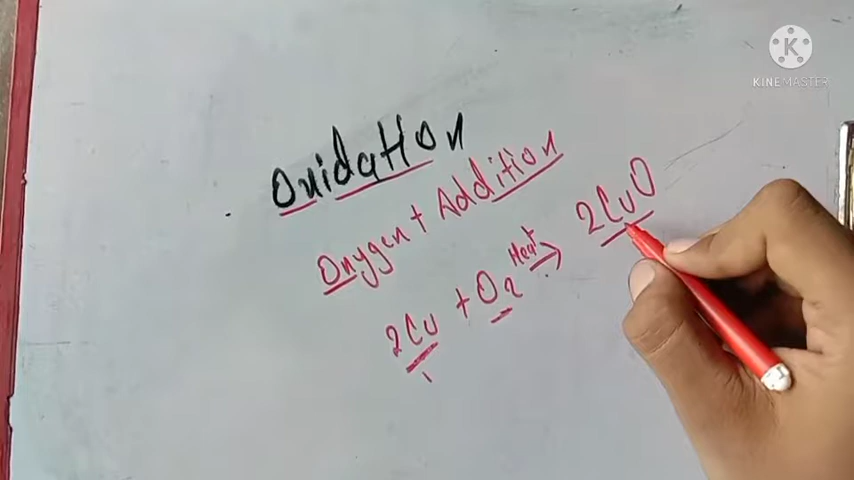 Oxidation
Oxygen + Addition
2Cu + O2 Heat → 2CuO
KINEMASTER